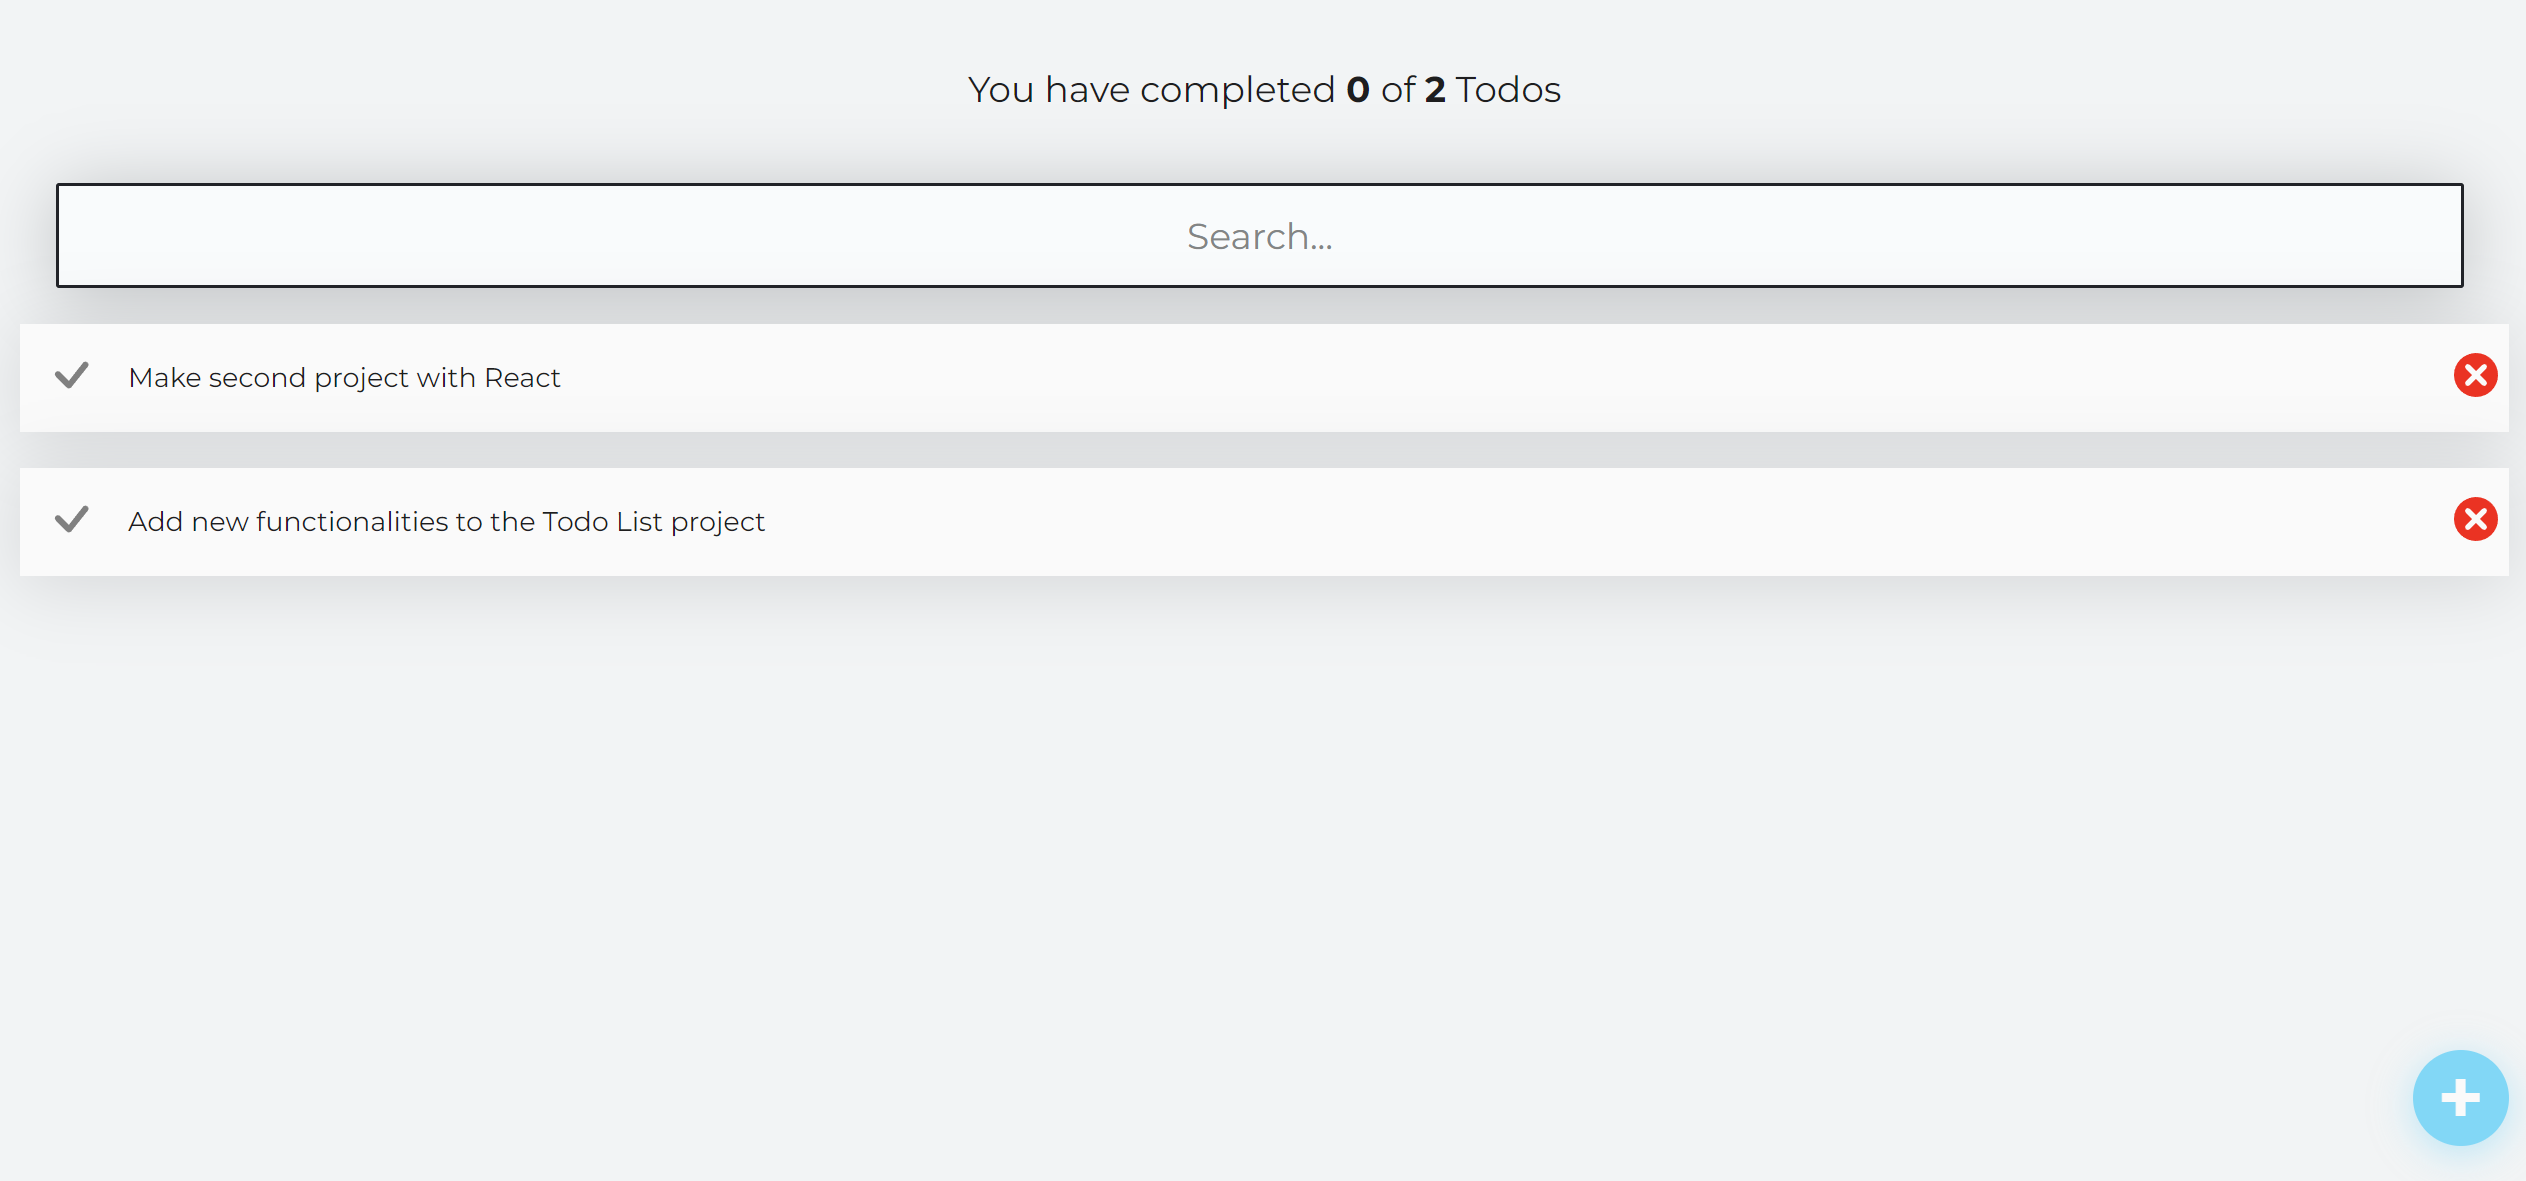 You have completed 0 of 2 Todos
Search...
Make second project with React
Add new functionalities to the Todo List project